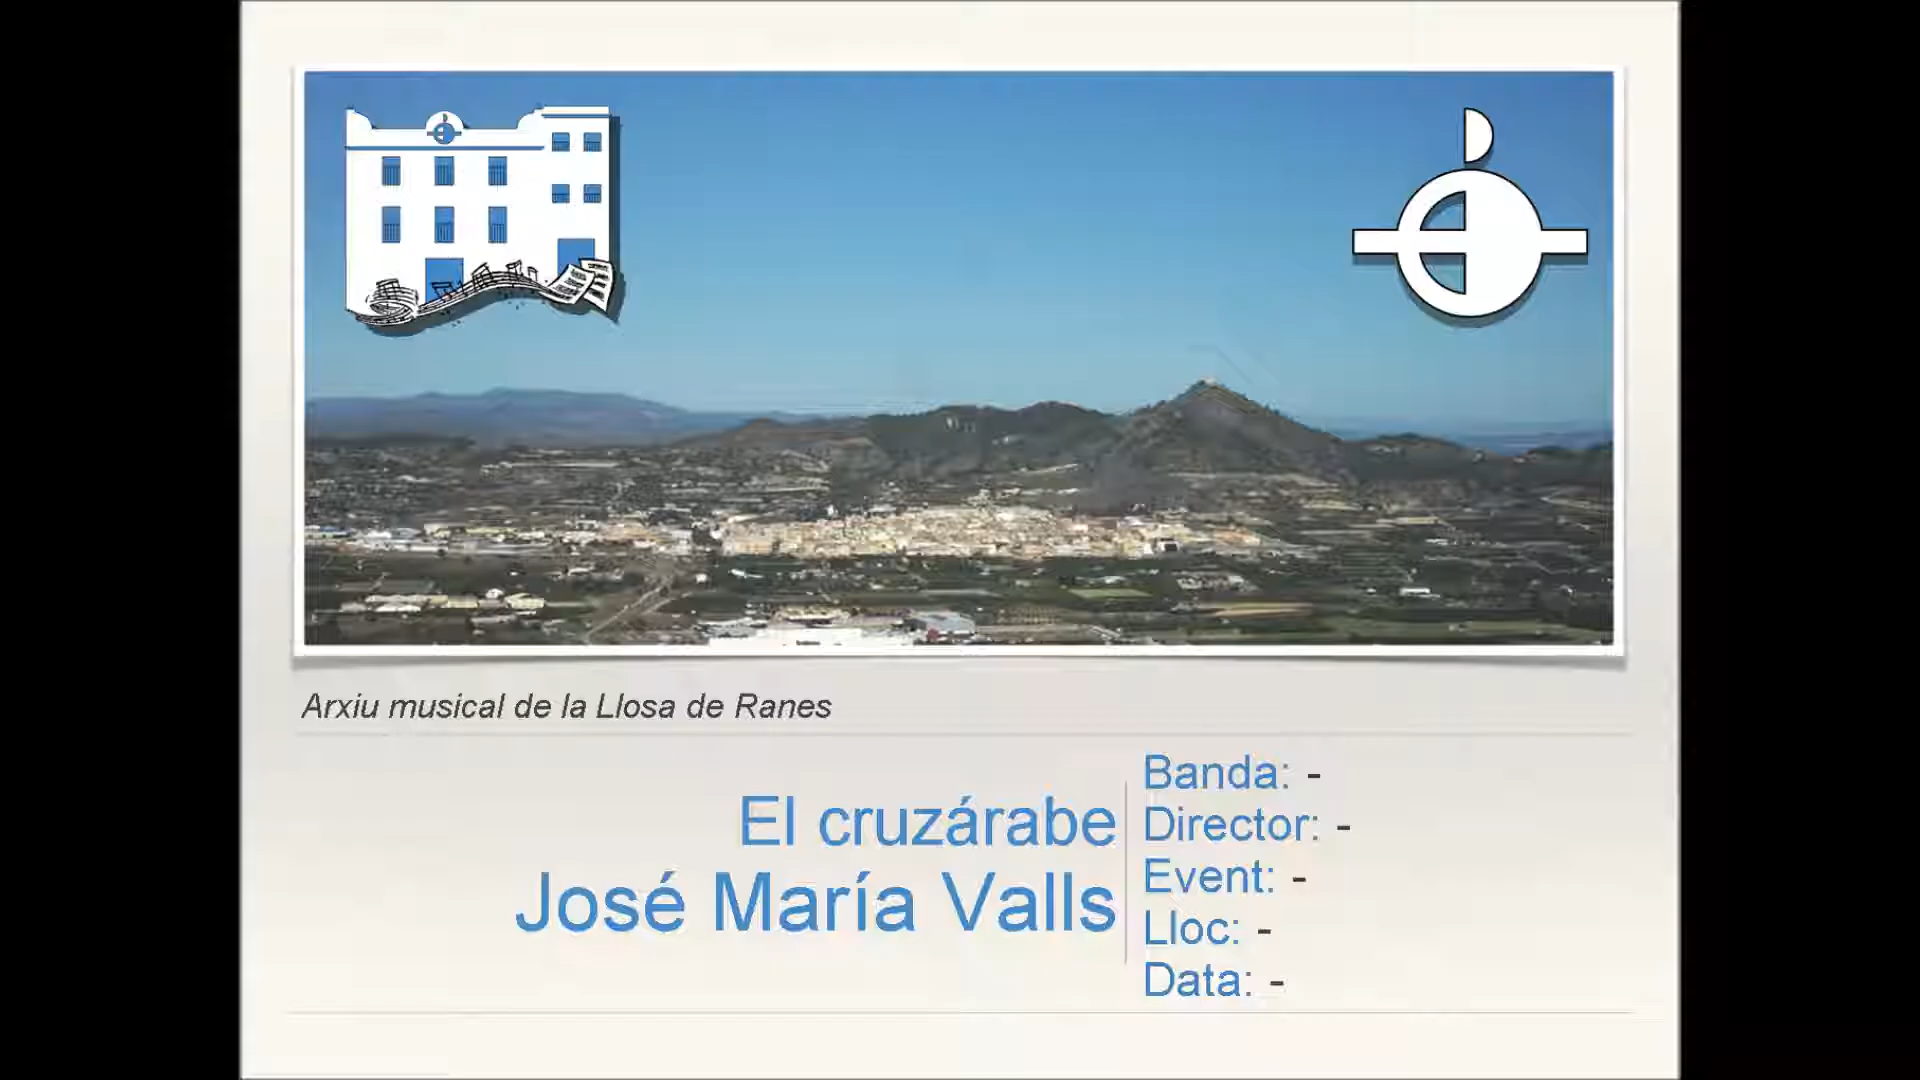 Arxiu musical de la Llosa de Ranes
El cruzárabe
José María Valls
Banda: -
Director: -
Event: -
Lloc: -
Data: -